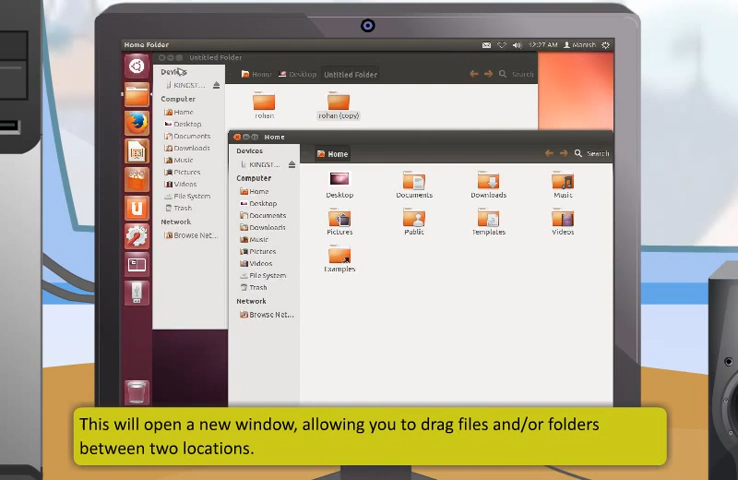 Home Folder
12:27 AM Manish
Untitled Folder
Devices
KINGST...
Computer
Home
Desktop
Documents
Downloads
Music
Pictures
Videos
File System
Trash
Network
Browse Net...
Home Desktop Untitled Folder Search
rohan
rohan (copy)
Home
Devices
KINGST...
Computer
Home
Desktop
Documents
Downloads
Music
Pictures
Videos
File System
Trash
Network
Browse Net...
Home Search
Desktop Documents Downloads Music
Pictures Public Templates Videos
Examples
This will open a new window, allowing you to drag files and/or folders
between two locations.